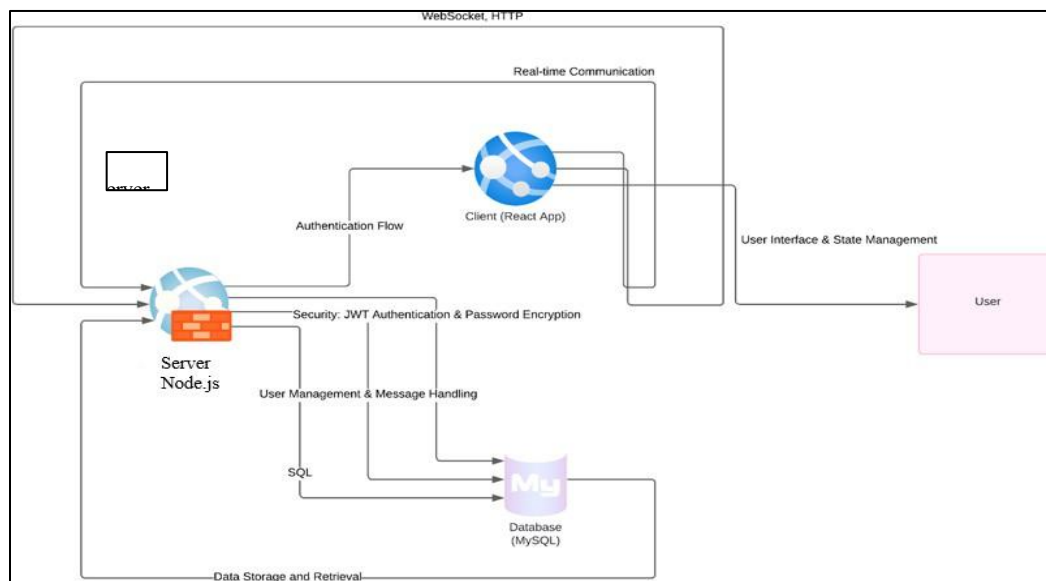 WebSocket, HTTP
Real-time Communication
Client (React App)
Authentication Flow
User Interface & State Management
User
Security: JWT Authentication & Password Encryption
Server
Node.js
User Management & Message Handling
SQL
My
Database
(MySQL)
Data Storage and Retrieval